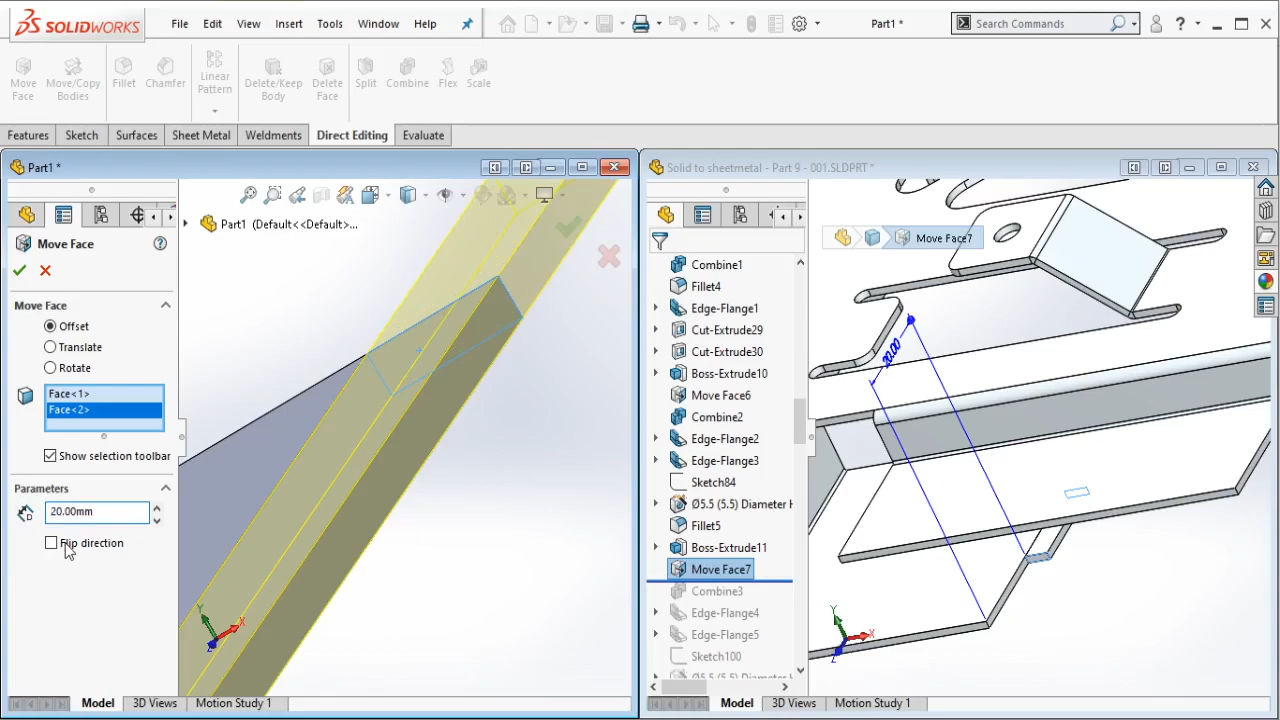 SOLIDWORKS File Edit View Insert Tools Window Help Part1 * Search Commands ?
Move Face Move/Copy Bodies Fillet Chamfer Linear Pattern Delete/Keep Body Delete Face Split Combine Flex Scale
Features Sketch Surfaces Sheet Metal Weldments Direct Editing Evaluate
Part1 *
Part1 (Default<<Default>...
Move Face
Move Face
Offset
Translate
Rotate
Face<1>
Face<2>
Show selection toolbar
Parameters
20.00mm
Flip direction
Y
X
Z
Model 3D Views Motion Study 1
Solid to sheetmetal - Part 9 - 001.SLDPRT *
Move Face7
Combine1
Fillet4
Edge-Flange1
Cut-Extrude29
Cut-Extrude30
Boss-Extrude10
Move Face6
Combine2
Edge-Flange2
Edge-Flange3
Sketch84
Ø5.5 (5.5) Diameter H
Fillet5
Boss-Extrude11
Move Face7
Combine3
Edge-Flange4
Edge-Flange5
Sketch100
20.00
Y
X
Z
Model 3D Views Motion Study 1